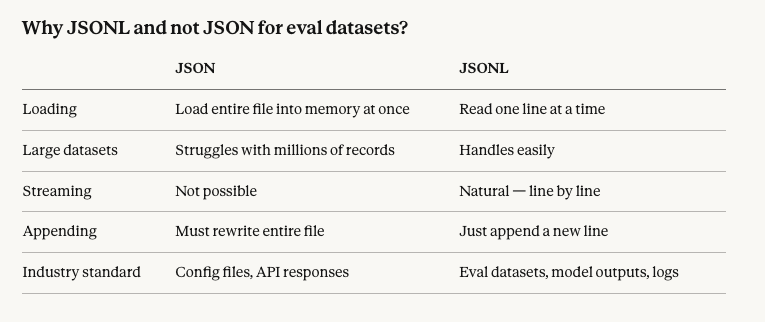 Why JSONL and not JSON for eval datasets?
JSON JSONL
Loading Load entire file into memory at once Read one line at a time
Large datasets Struggles with millions of records Handles easily
Streaming Not possible Natural — line by line
Appending Must rewrite entire file Just append a new line
Industry standard Config files, API responses Eval datasets, model outputs, logs